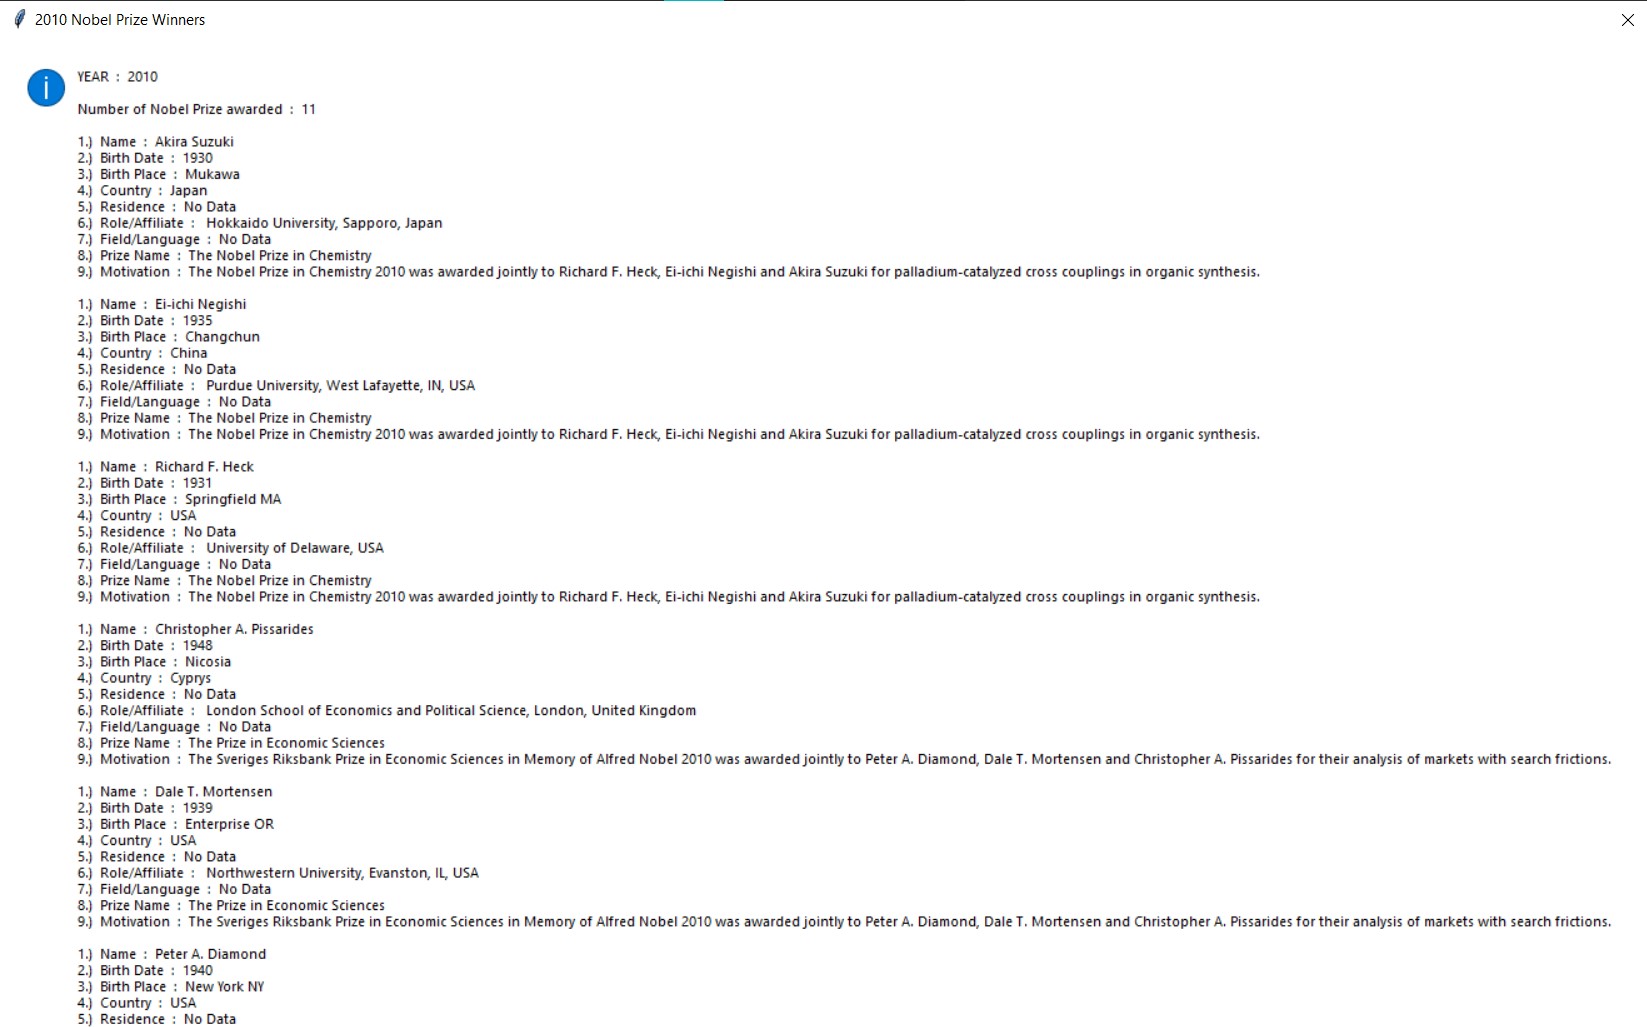 2010 Nobel Prize Winners
YEAR : 2010
Number of Nobel Prize awarded : 11
1.) Name : Akira Suzuki
2.) Birth Date : 1930
3.) Birth Place : Mukawa
4.) Country : Japan
5.) Residence : No Data
6.) Role/Affiliate : Hokkaido University, Sapporo, Japan
7.) Field/Language : No Data
8.) Prize Name : The Nobel Prize in Chemistry
9.) Motivation : The Nobel Prize in Chemistry 2010 was awarded jointly to Richard F. Heck, Ei-ichi Negishi and Akira Suzuki for palladium-catalyzed cross couplings in organic synthesis.
1.) Name : Ei-ichi Negishi
2.) Birth Date : 1935
3.) Birth Place : Changchun
4.) Country : China
5.) Residence : No Data
6.) Role/Affiliate : Purdue University, West Lafayette, IN, USA
7.) Field/Language : No Data
8.) Prize Name : The Nobel Prize in Chemistry
9.) Motivation : The Nobel Prize in Chemistry 2010 was awarded jointly to Richard F. Heck, Ei-ichi Negishi and Akira Suzuki for palladium-catalyzed cross couplings in organic synthesis.
1.) Name : Richard F. Heck
2.) Birth Date : 1931
3.) Birth Place : Springfield MA
4.) Country : USA
5.) Residence : No Data
6.) Role/Affiliate : University of Delaware, USA
7.) Field/Language : No Data
8.) Prize Name : The Nobel Prize in Chemistry
9.) Motivation : The Nobel Prize in Chemistry 2010 was awarded jointly to Richard F. Heck, Ei-ichi Negishi and Akira Suzuki for palladium-catalyzed cross couplings in organic synthesis.
1.) Name : Christopher A. Pissarides
2.) Birth Date : 1948
3.) Birth Place : Nicosia
4.) Country : Cyprys
5.) Residence : No Data
6.) Role/Affiliate : London School of Economics and Political Science, London, United Kingdom
7.) Field/Language : No Data
8.) Prize Name : The Prize in Economic Sciences
9.) Motivation : The Sveriges Riksbank Prize in Economic Sciences in Memory of Alfred Nobel 2010 was awarded jointly to Peter A. Diamond, Dale T. Mortensen and Christopher A. Pissarides for their analysis of markets with search frictions.
1.) Name : Dale T. Mortensen
2.) Birth Date : 1939
3.) Birth Place : Enterprise OR
4.) Country : USA
5.) Residence : No Data
6.) Role/Affiliate : Northwestern University, Evanston, IL, USA
7.) Field/Language : No Data
8.) Prize Name : The Prize in Economic Sciences
9.) Motivation : The Sveriges Riksbank Prize in Economic Sciences in Memory of Alfred Nobel 2010 was awarded jointly to Peter A. Diamond, Dale T. Mortensen and Christopher A. Pissarides for their analysis of markets with search frictions.
1.) Name : Peter A. Diamond
2.) Birth Date : 1940
3.) Birth Place : New York NY
4.) Country : USA
5.) Residence : No Data